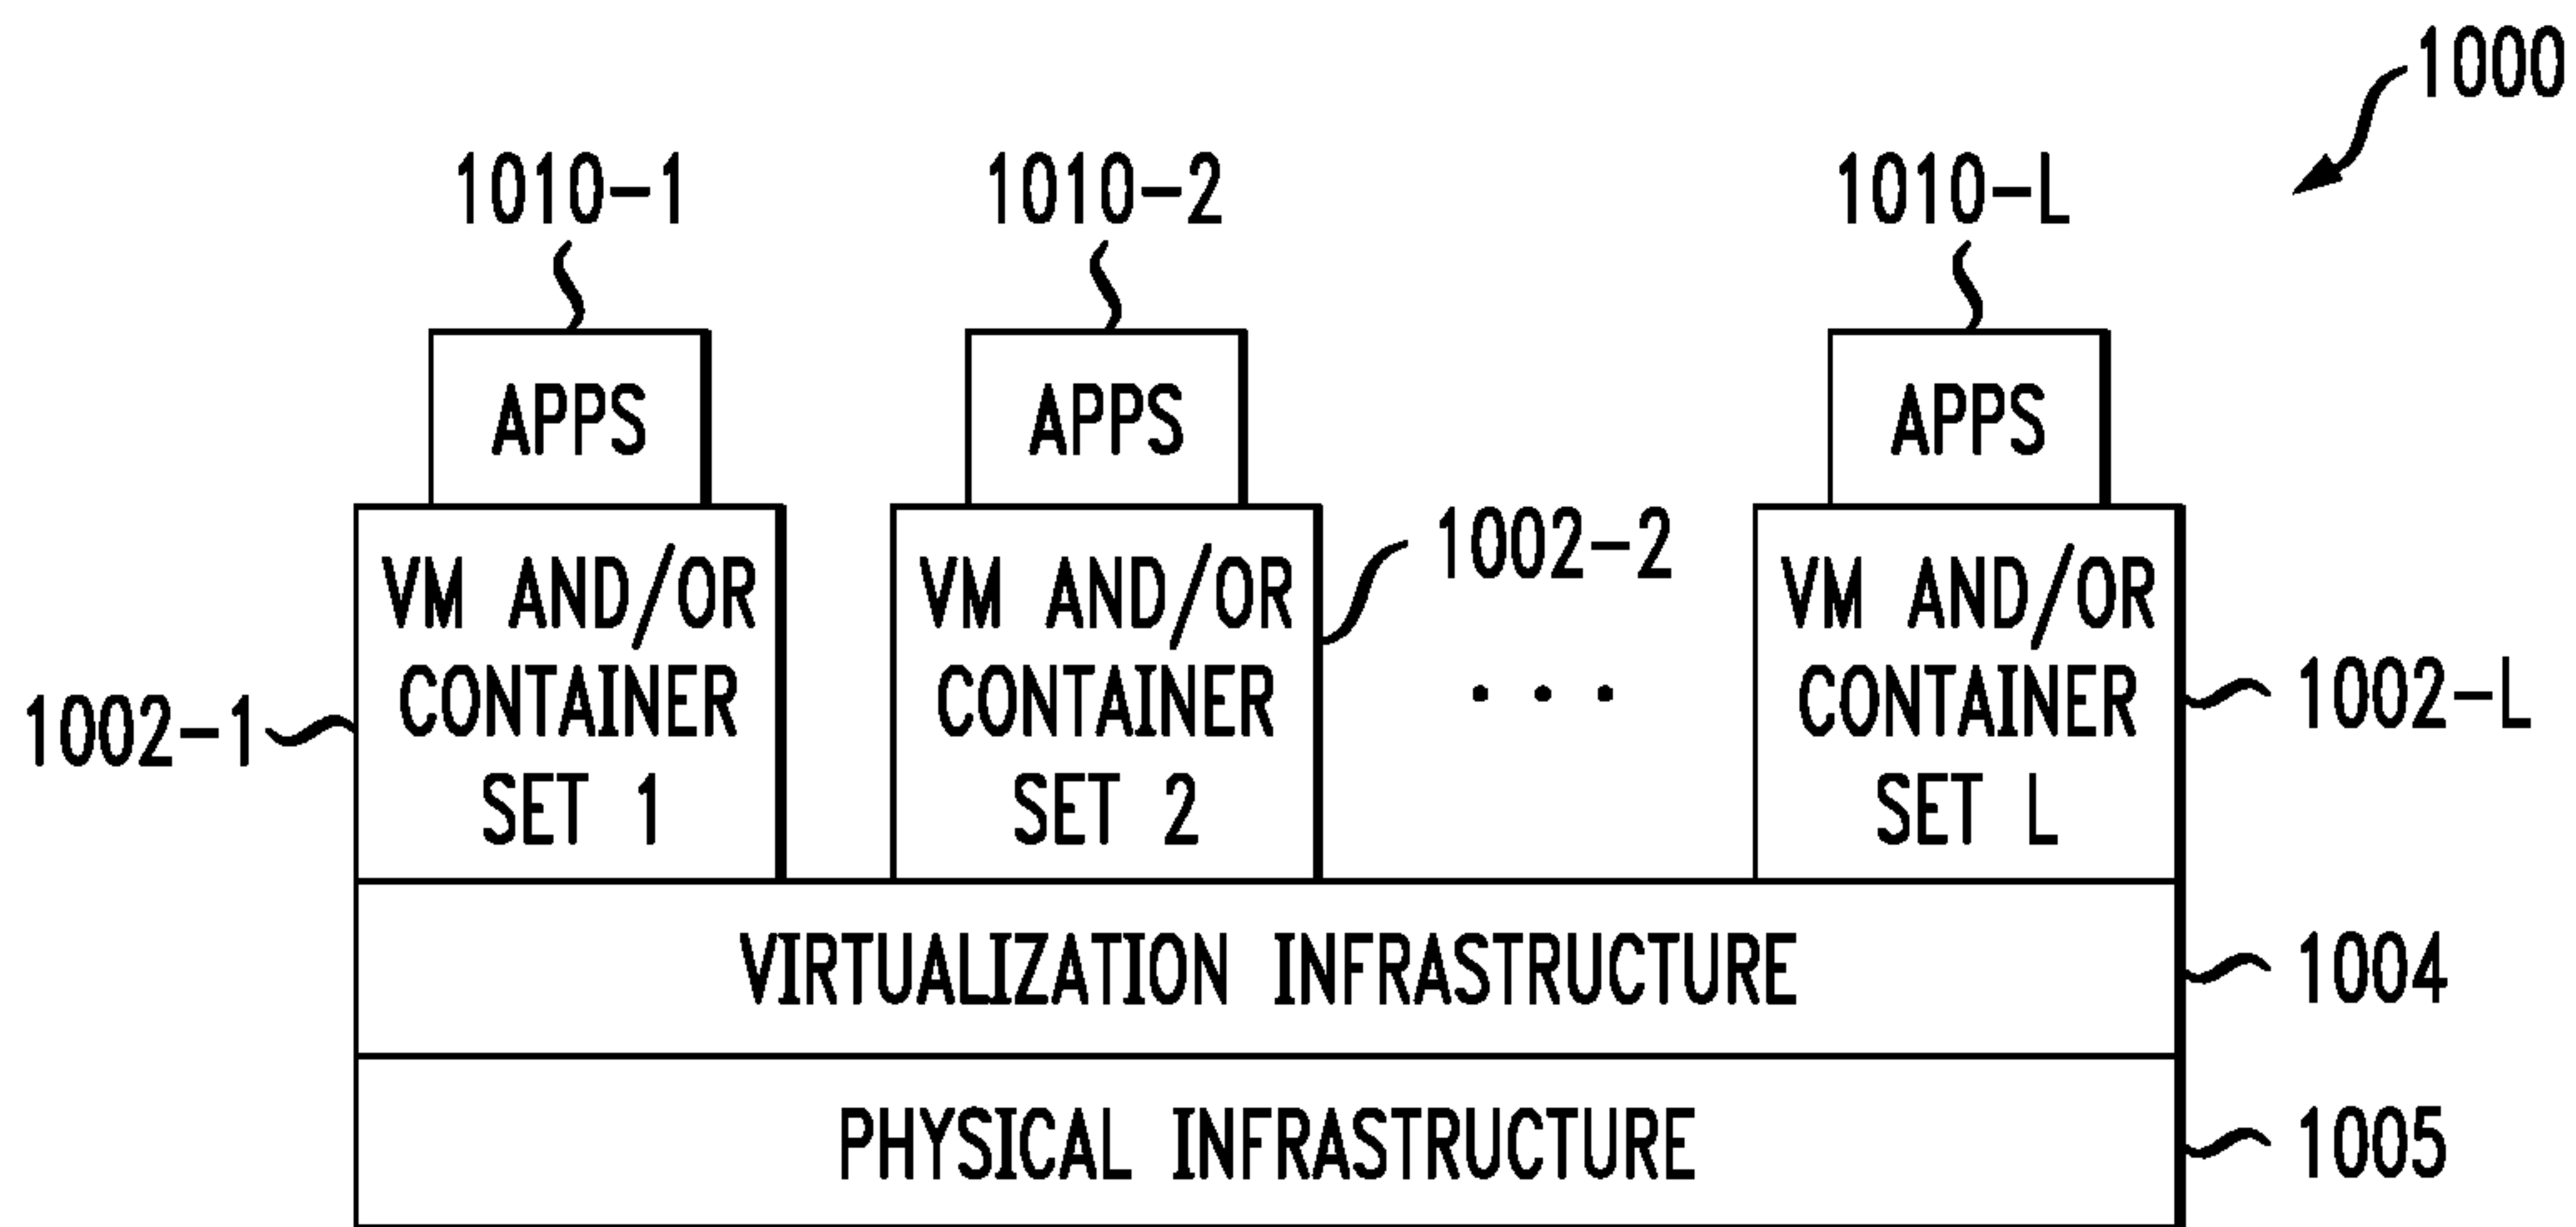 1000
1010-1
1010-2
1010-L
APPS
APPS
APPS
VM AND/OR
CONTAINER
SET 1
VM AND/OR
CONTAINER
SET 2
VM AND/OR
CONTAINER
SET L
1002-1
1002-2
. . .
1002-L
VIRTUALIZATION INFRASTRUCTURE
1004
PHYSICAL INFRASTRUCTURE
1005